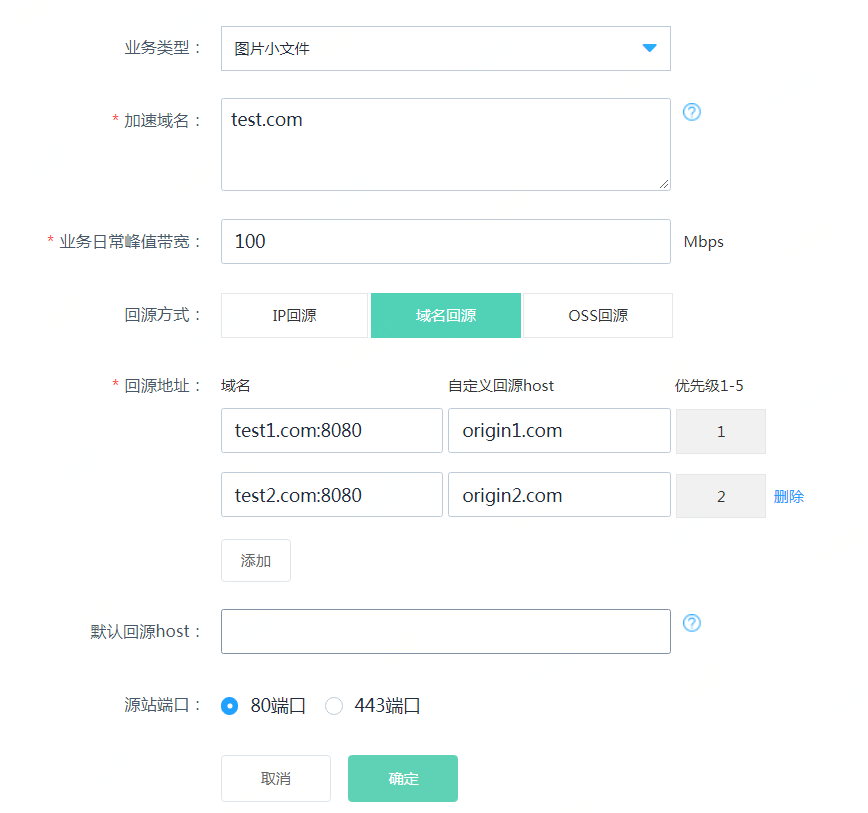 业务类型： 图片小文件
* 加速域名： test.com
* 业务日常峰值带宽： 100 Mbps
回源方式： IP回源 域名回源 OSS回源
* 回源地址： 域名 自定义回源host 优先级1-5
test1.com:8080 origin1.com 1
test2.com:8080 origin2.com 2 删除
添加
默认回源host：
源站端口： 80端口 443端口
取消 确定